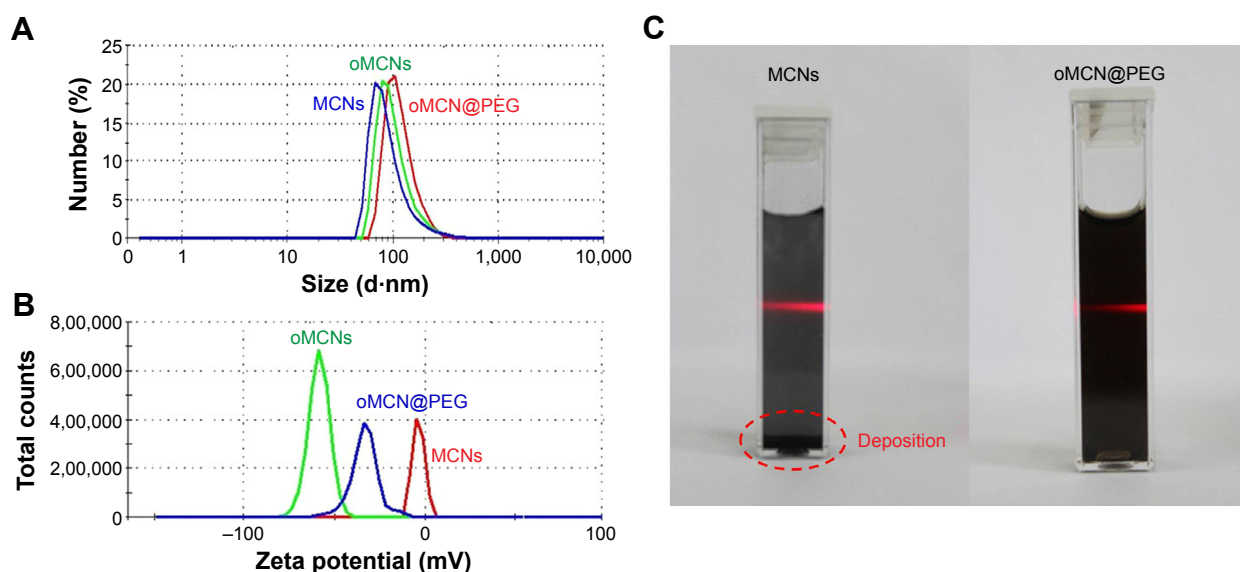 A
25
20
15
10
5
0
Number (%)
oMCNs
MCNs
oMCN@PEG
0 1 10 100 1,000 10,000
Size (d·nm)
B
8,00,000
6,00,000
4,00,000
2,00,000
0
Total counts
oMCNs
oMCN@PEG
MCNs
–100 0 100
Zeta potential (mV)
C
MCNs
oMCN@PEG
Deposition